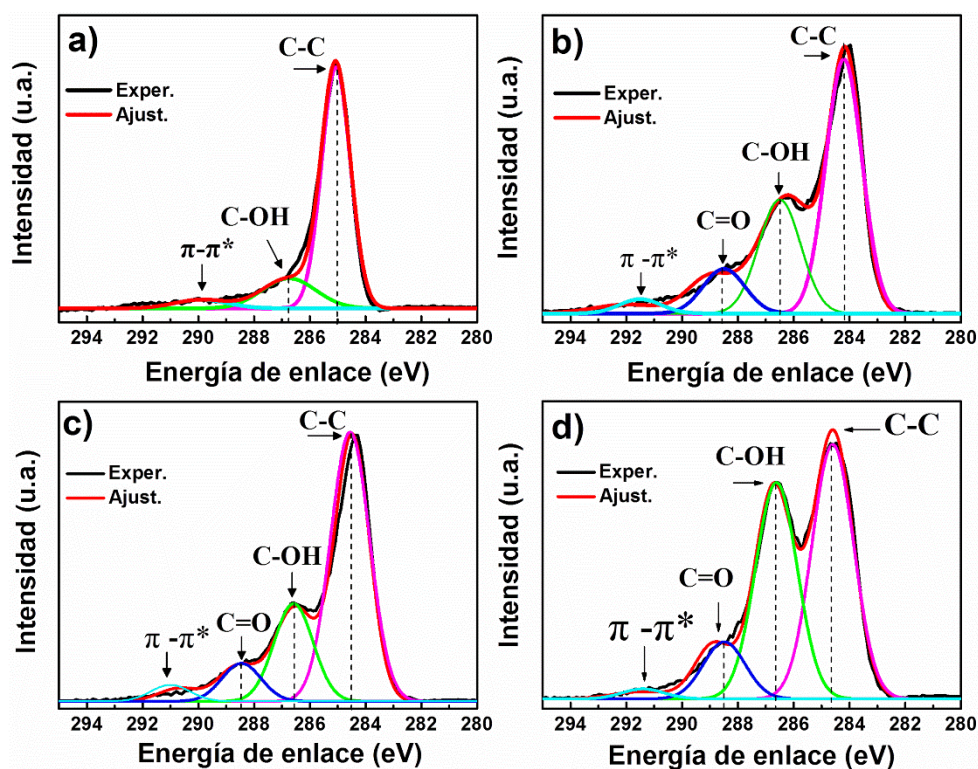 a)
C-C
Exper.
Ajust.
C-OH
π-π*
Intensidad (u.a.)
294 292 290 288 286 284 282 280
Energía de enlace (eV)
b)
C-C
Exper.
Ajust.
C-OH
C=O
π -π*
Intensidad (u.a.)
294 292 290 288 286 284 282 280
Energía de enlace (eV)
c)
C-C
Exper.
Ajust.
C-OH
C=O
π -π*
Intensidad (u.a.)
294 292 290 288 286 284 282 280
Energía de enlace (eV)
d)
C-C
C-OH
Exper.
Ajust.
C=O
π -π*
Intensidad (u.a.)
294 292 290 288 286 284 282 280
Energía de enlace (eV)